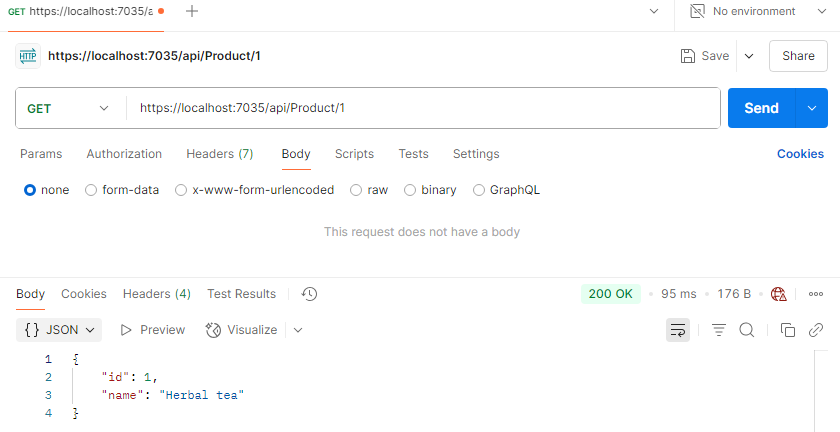 GET https://localhost:7035/a
No environment
HTTP https://localhost:7035/api/Product/1
Save Share
GET https://localhost:7035/api/Product/1 Send
Params Authorization Headers (7) Body Scripts Tests Settings Cookies
none form-data x-www-form-urlencoded raw binary GraphQL
This request does not have a body
Body Cookies Headers (4) Test Results 200 OK • 95 ms • 176 B
{} JSON Preview Visualize
1 {
2 "id": 1,
3 "name": "Herbal tea"
4 }